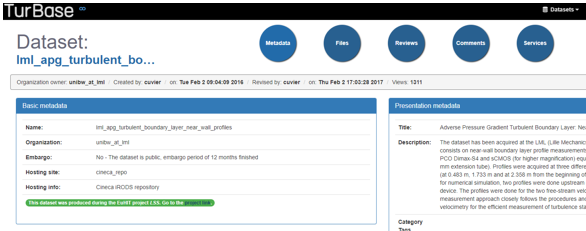 TurBase ∞
Datasets
Dataset:
lml_apg_turbulent_bo...
Metadata
Files
Reviews
Comments
Services
Organization owner: unibw_at_lml / Created by: cuvier / on: Tue Feb 2 09:04:09 2016 / Revised by: cuvier / on: Thu Feb 2 17:03:28 2017 / Views: 1311
Basic metadata
Name: lml_apg_turbulent_boundary_layer_near_wall_profiles
Organization: unibw_at_lml
Embargo: No - The dataset is public, embargo period of 12 months finished
Hosting site: cineca_repo
Hosting info: Cineca iRODS repository
This dataset was produced during the EuHIT project LSS. Go to the project link
Presentation metadata
Title: Adverse Pressure Gradient Turbulent Boundary Layer: Nea
Description: The dataset has been acquired at the LML (Lille Mechanic
consists on near-wall boundary layer profile measurement
PCO Dimax-S4 and sCMOS (for higher magnification) equ
mm extension tube). Profiles were acquired at three differe
(at 0.483 m, 1.733 m and at 2.358 m from the beginning of
for numerical simulation, two profiles were done upstream
device. The profiles were done for the two free-stream velo
measurement approach closely follows the procedures and
velocimetry for the efficient measurement of turbulence sta
Category
Tags